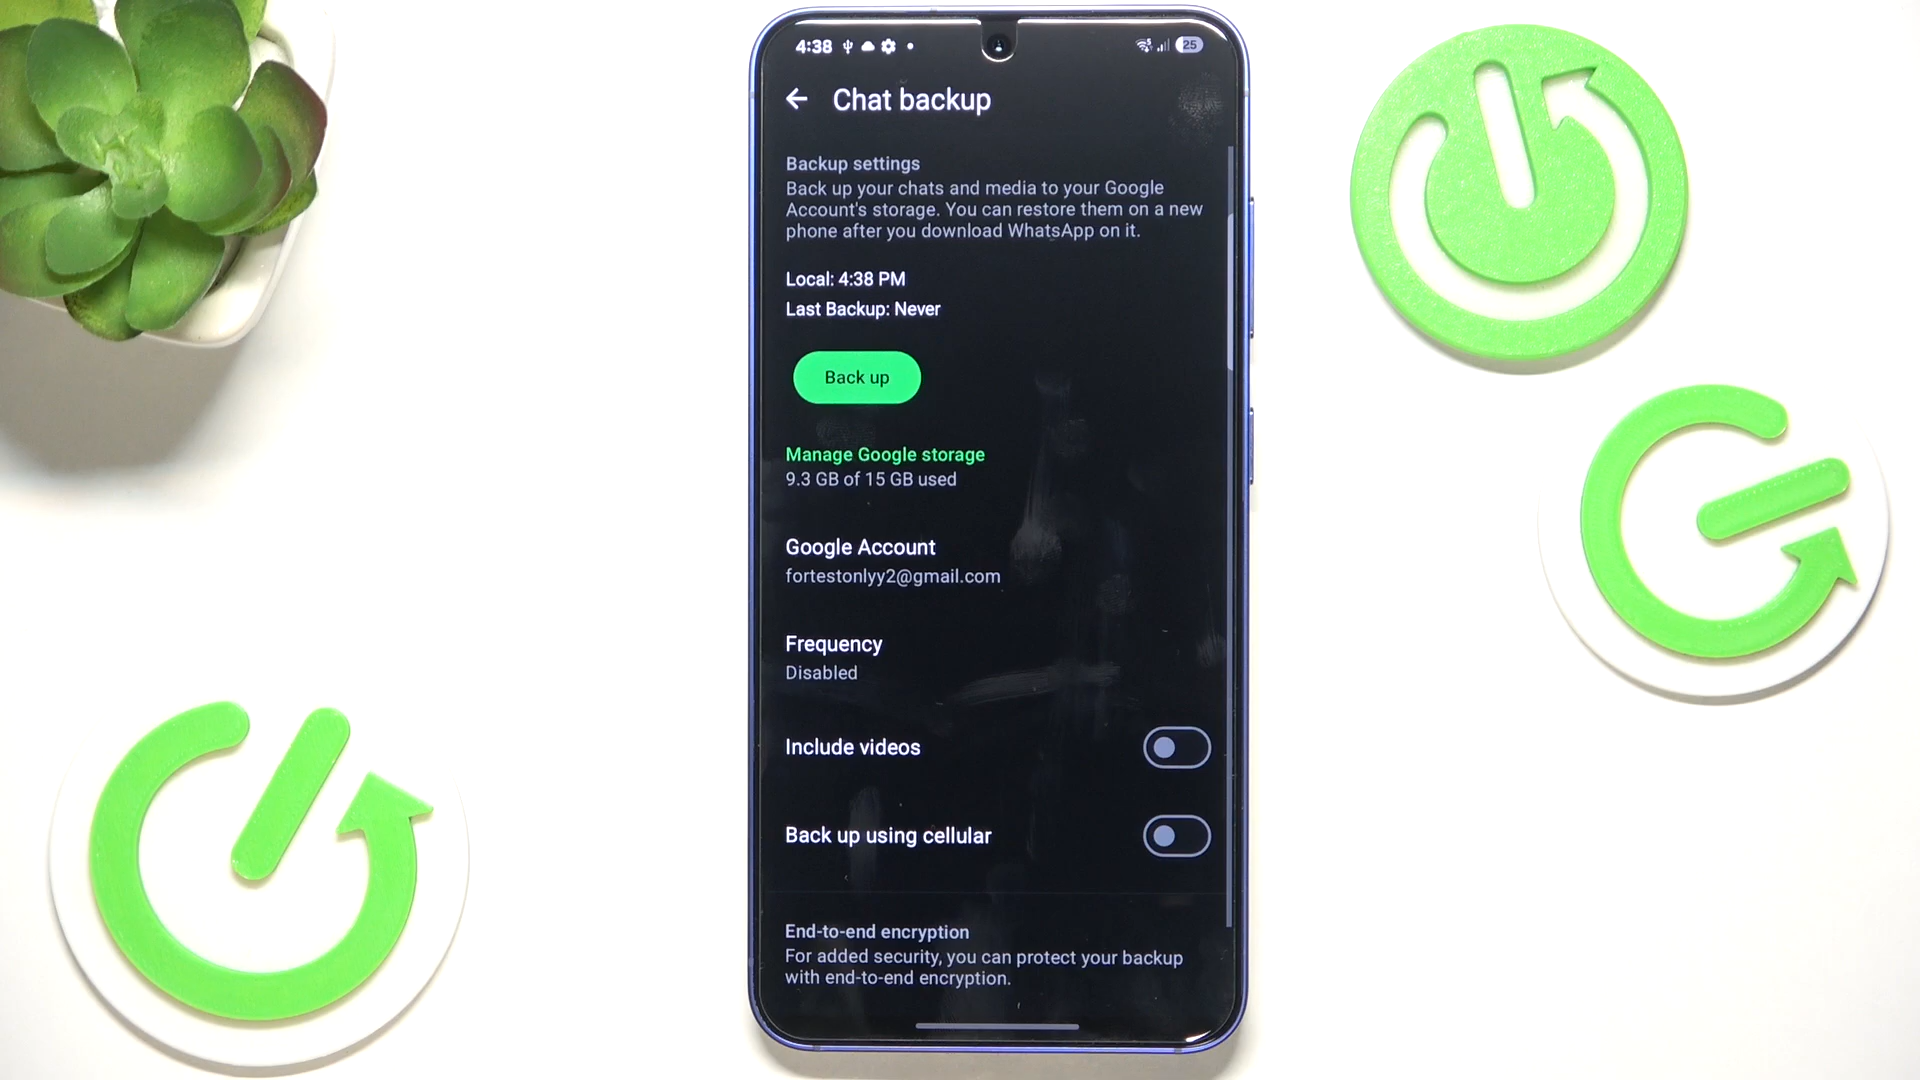 4:38
25
Chat backup
Backup settings
Back up your chats and media to your Google
Account's storage. You can restore them on a new
phone after you download WhatsApp on it.
Local: 4:38 PM
Last Backup: Never
Back up
Manage Google storage
9.3 GB of 15 GB used
Google Account
fortestonlyy2@gmail.com
Frequency
Disabled
Include videos
Back up using cellular
End-to-end encryption
For added security, you can protect your backup
with end-to-end encryption.